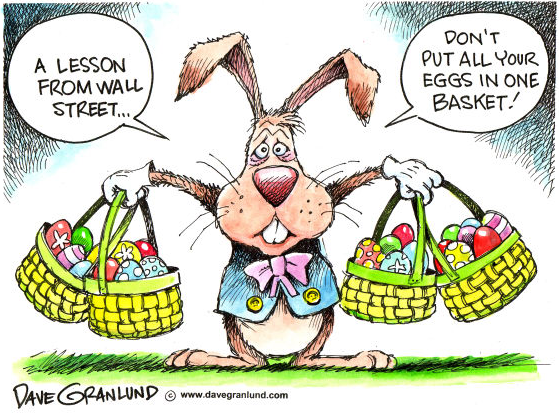 A LESSON
FROM WALL
STREET...
DON'T
PUT ALL YOUR
EGGS IN ONE
BASKET!
DAVE GRANLUND © www.davegranlund.com